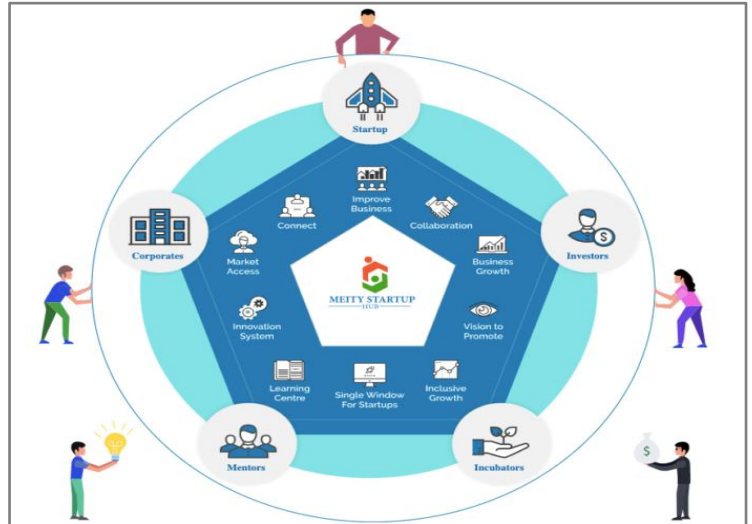 Startup
Improve
Business
Connect
Collaboration
Corporates
Investors
Market
Access
Business
Growth
MEITY STARTUP
HUB
Innovation
System
Vision to
Promote
Learning
Centre
Single Window
For Startups
Inclusive
Growth
Mentors
Incubators